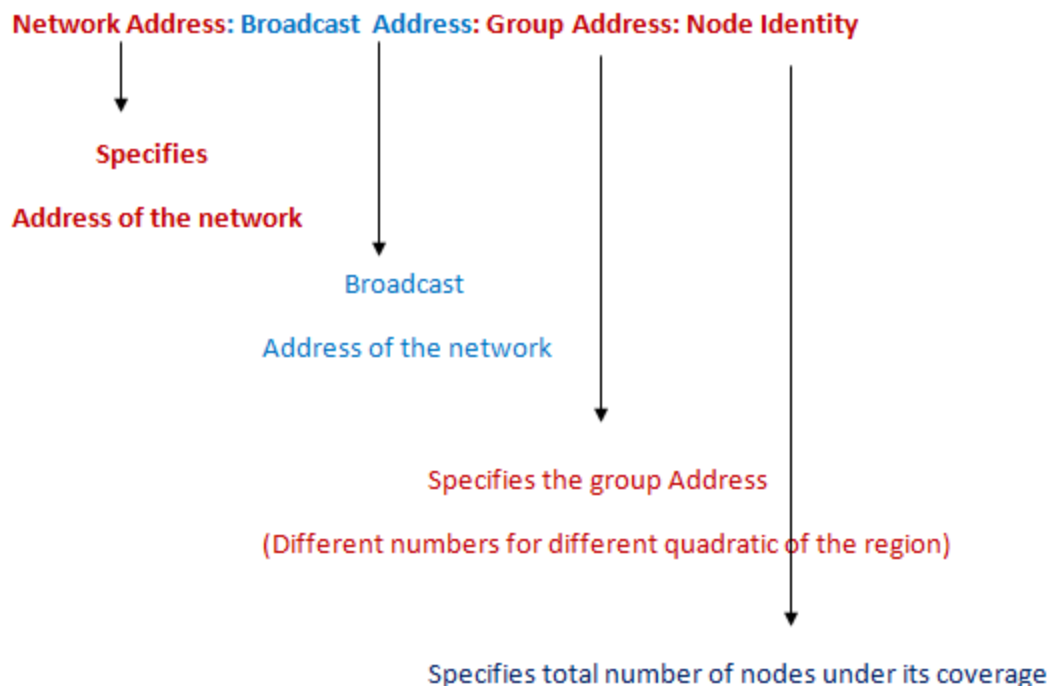 Network Address: Broadcast Address: Group Address: Node Identity
Specifies
Address of the network
Broadcast
Address of the network
Specifies the group Address
(Different numbers for different quadratic of the region)
Specifies total number of nodes under its coverage